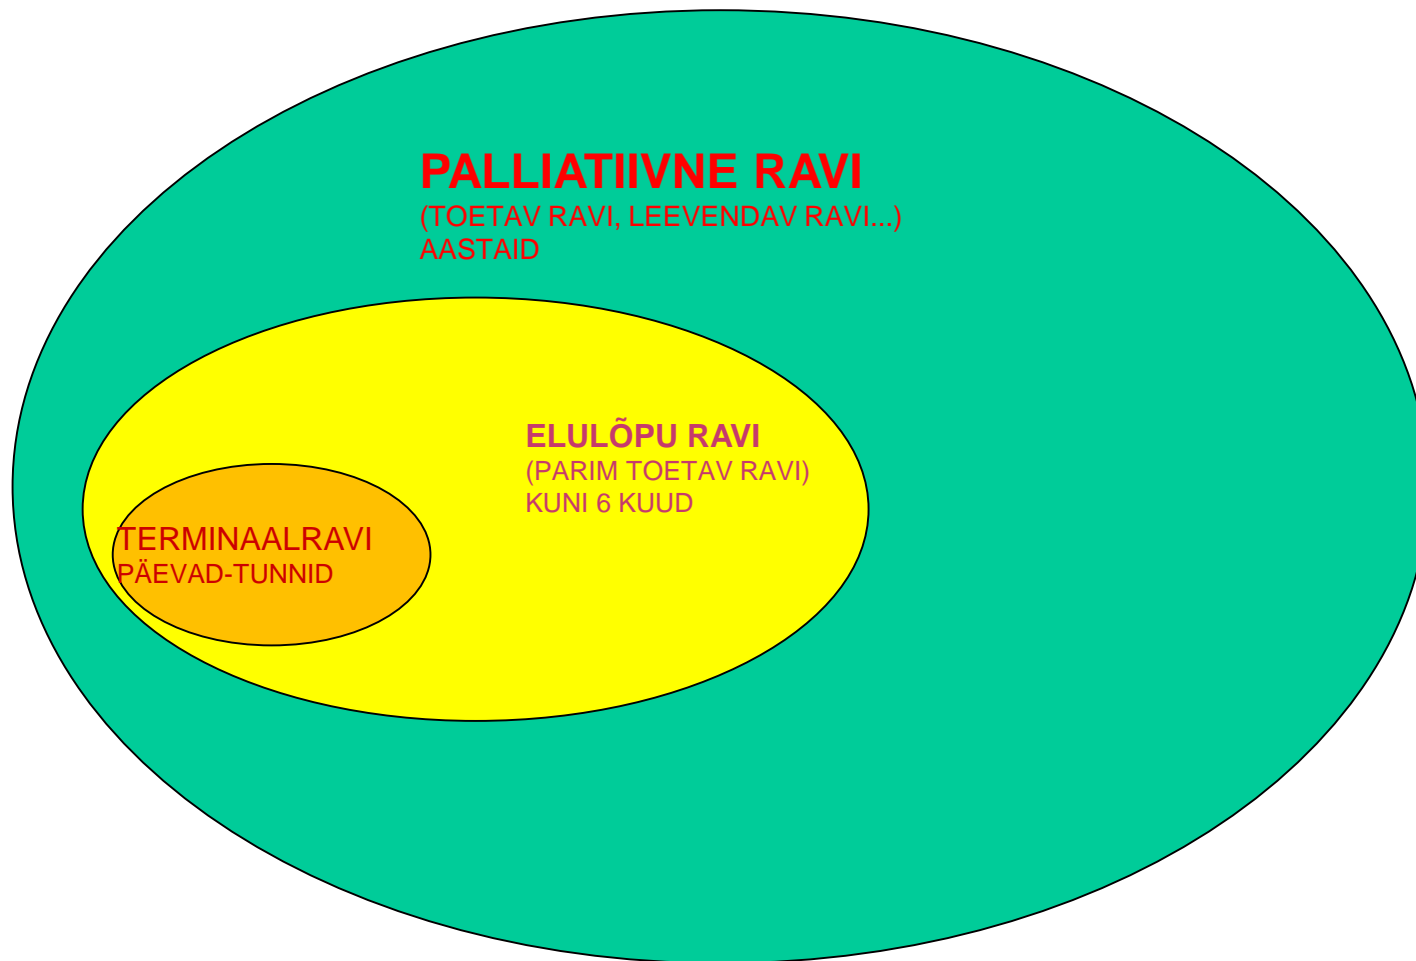 PALLIATIIVNE RAVI
(TOETAV RAVI, LEEVENDAV RAVI...)
AASTAID
ELULÕPU RAVI
(PARIM TOETAV RAVI)
KUNI 6 KUUD
TERMINAALRAVI
PÄEVAD-TUNNID